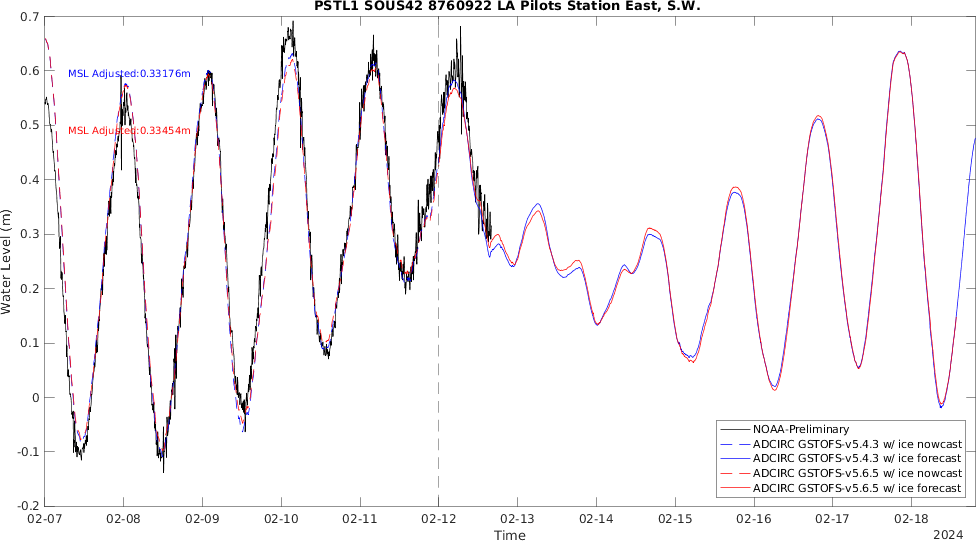 PSTL1 SOUS42 8760922 LA Pilots Station East, S.W.
0.7
0.6
0.5
0.4
0.3
0.2
0.1
0
-0.1
-0.2
Water Level (m)
MSL Adjusted:0.33176m
MSL Adjusted:0.33454m
NOAA-Preliminary
ADCIRC GSTOFS-v5.4.3 w/ ice nowcast
ADCIRC GSTOFS-v5.4.3 w/ ice forecast
ADCIRC GSTOFS-v5.6.5 w/ ice nowcast
ADCIRC GSTOFS-v5.6.5 w/ ice forecast
02-07 02-08 02-09 02-10 02-11 02-12 02-13 02-14 02-15 02-16 02-17 02-18
Time
2024